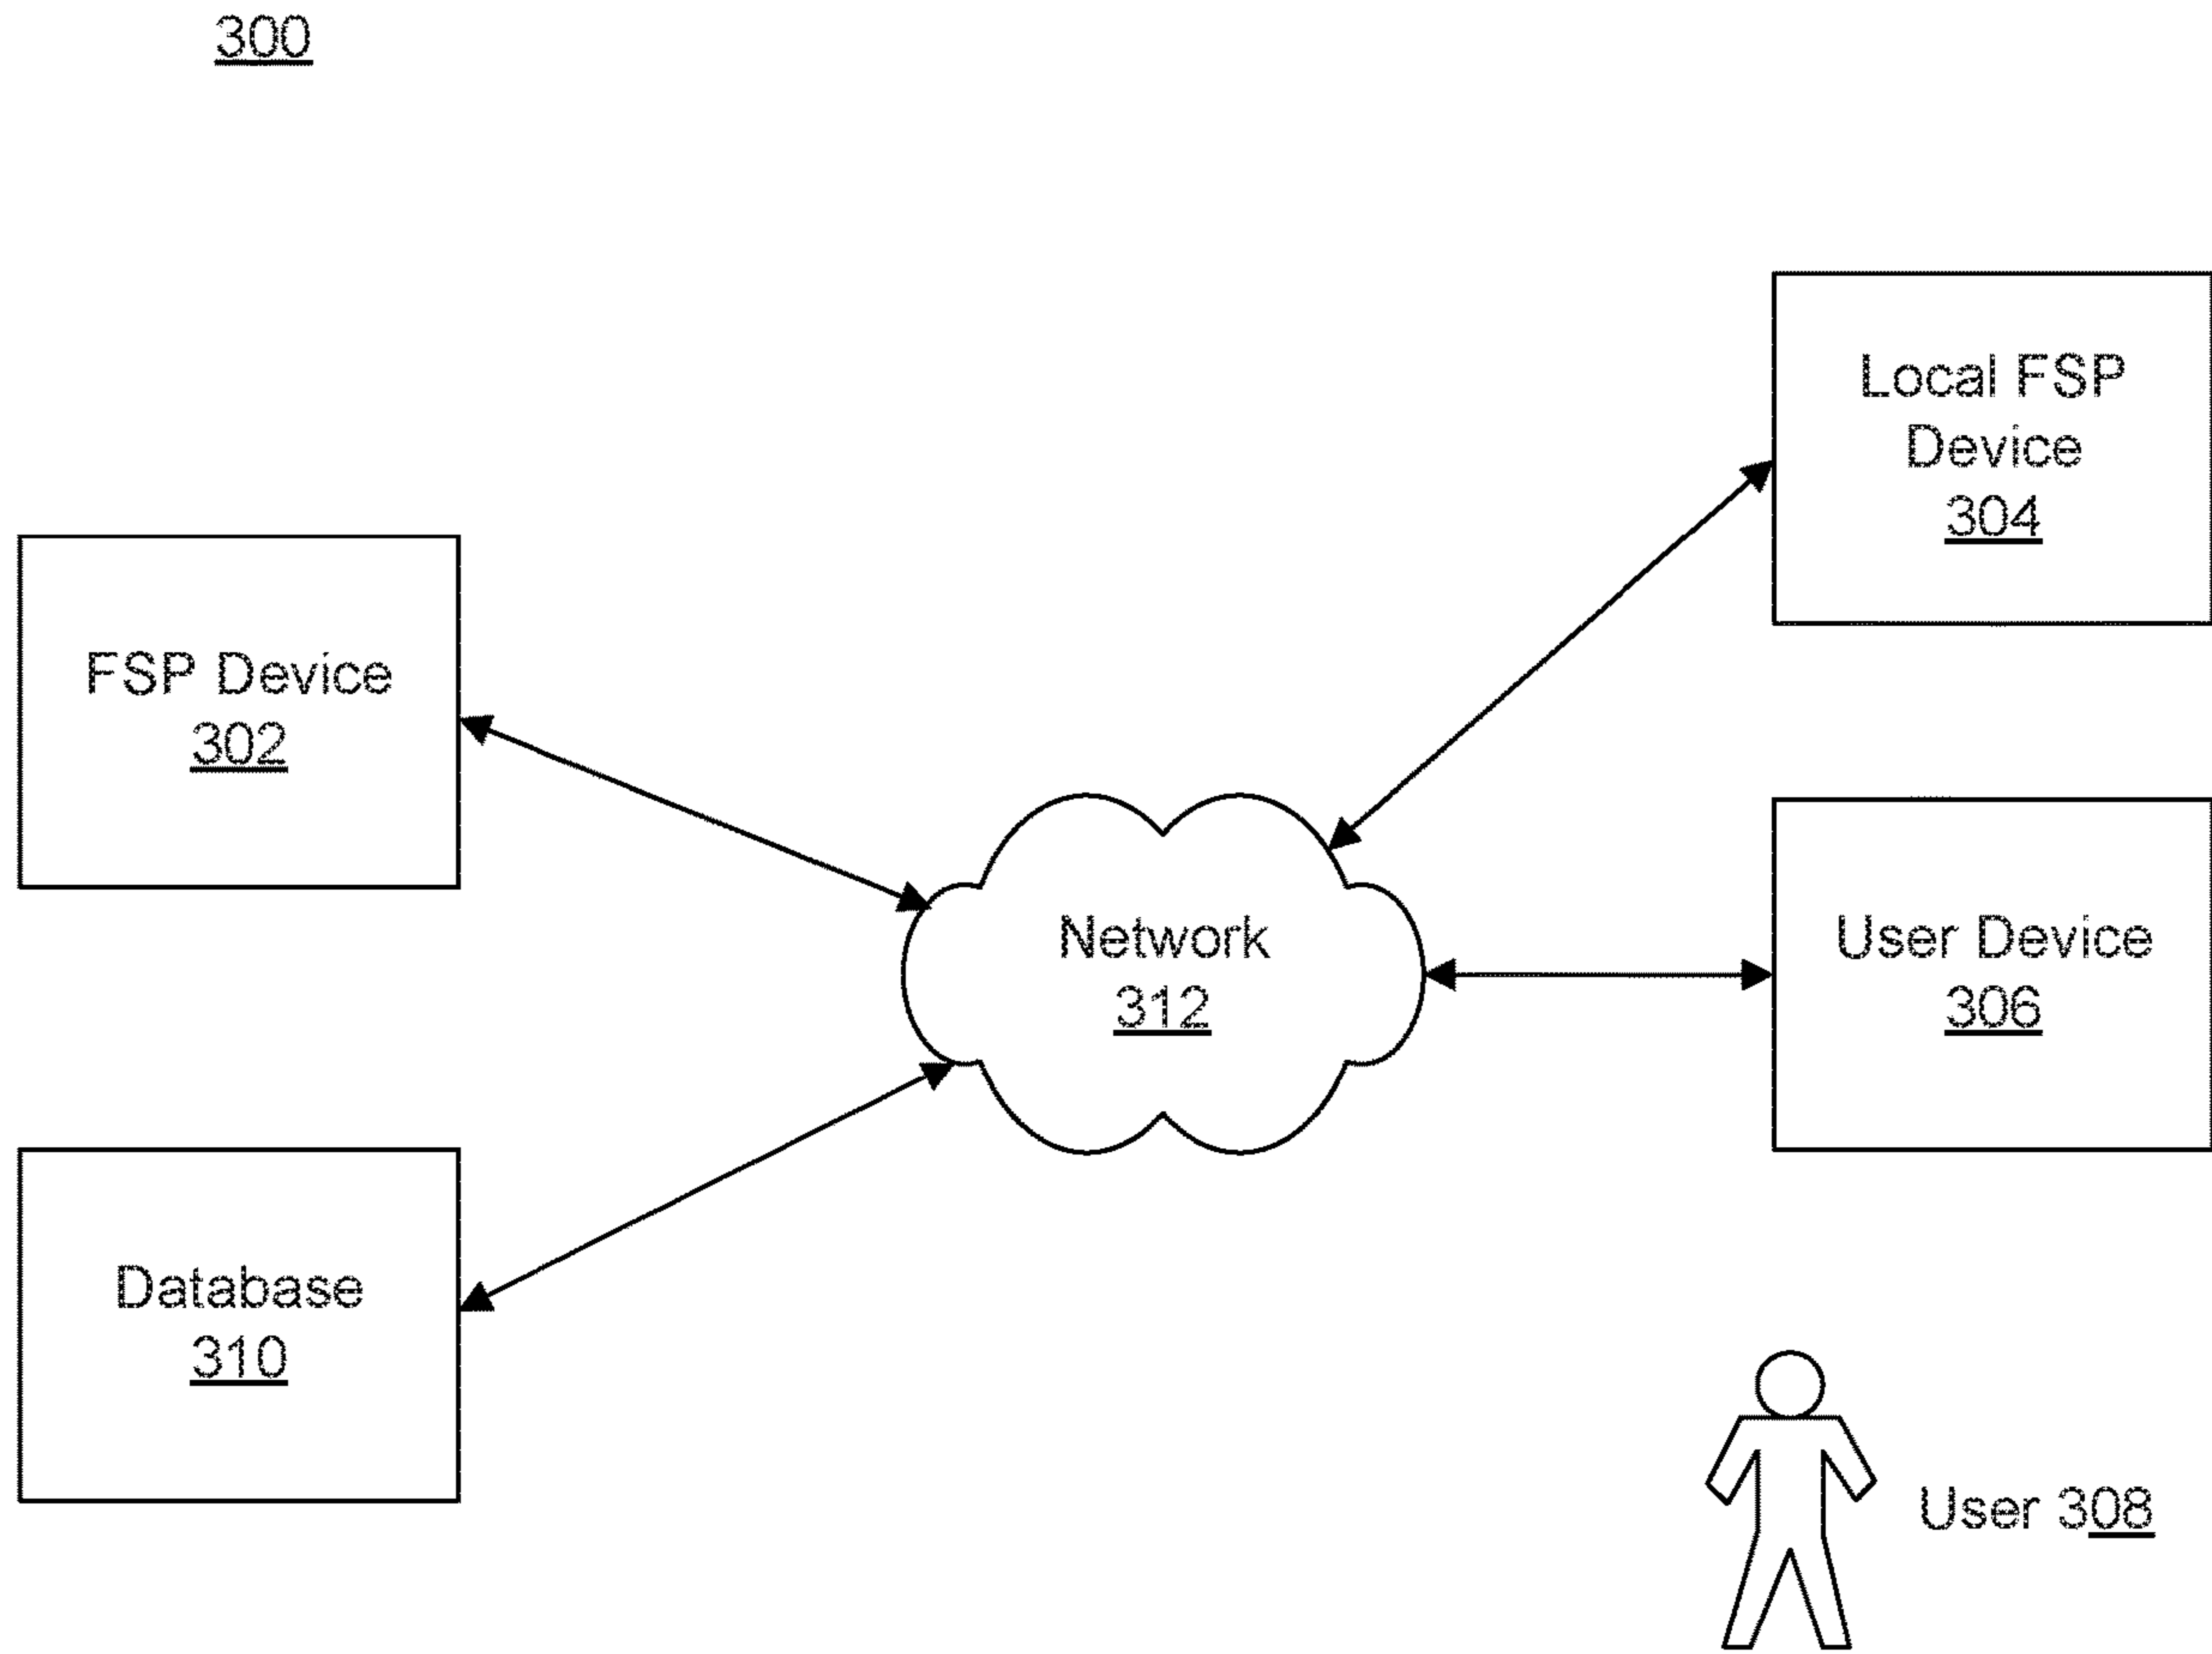 300
Local FSP
Device
304
FSP Device
302
Network
312
User Device
306
Database
310
User 308